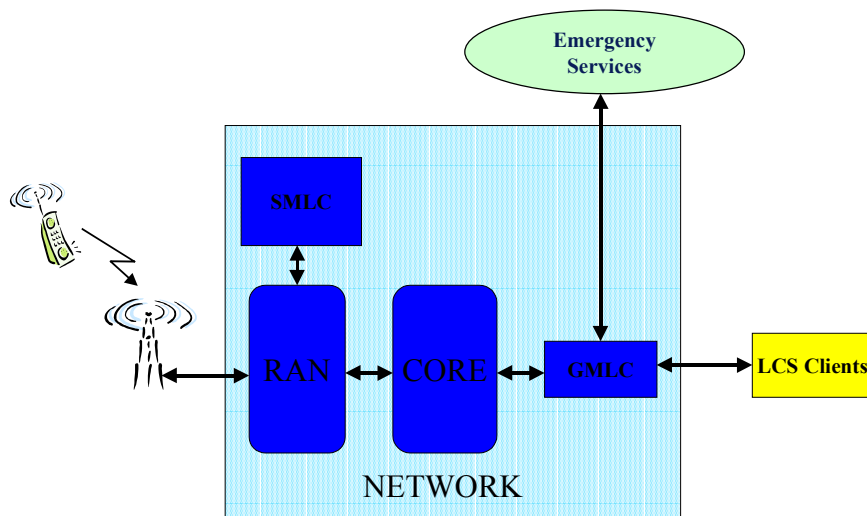 Emergency
Services
SMLC
RAN
CORE
GMLC
LCS Clients
NETWORK